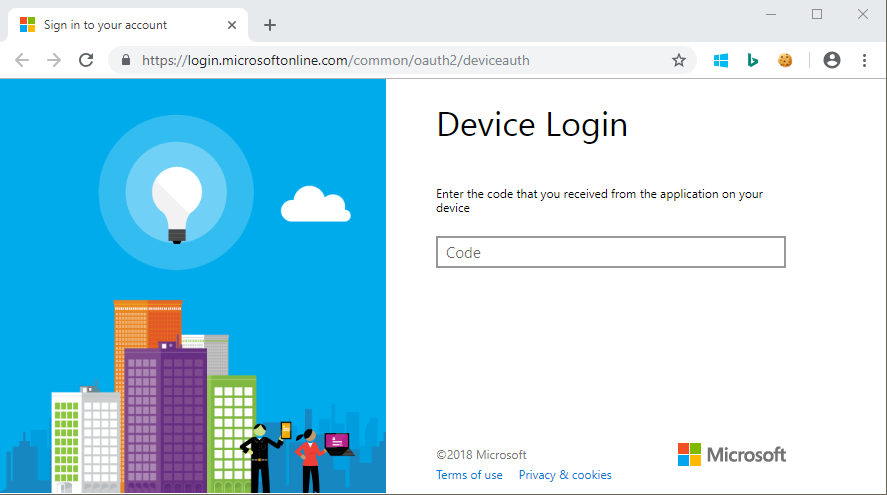 Sign in to your account
https://login.microsoftonline.com/common/oauth2/deviceauth
Device Login
Enter the code that you received from the application on your
device
Code
©2018 Microsoft
Microsoft
Terms of use Privacy & cookies